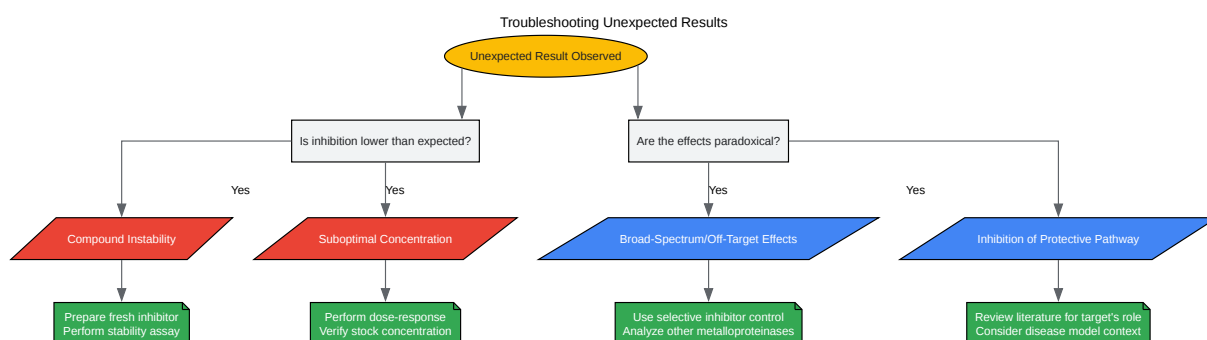 Troubleshooting Unexpected Results
Unexpected Result Observed
Is inhibition lower than expected?
Are the effects paradoxical?
Yes
Yes
Yes
Yes
Compound Instability
Suboptimal Concentration
Broad-Spectrum/Off-Target Effects
Inhibition of Protective Pathway
Prepare fresh inhibitor
Perform stability assay
Perform dose-response
Verify stock concentration
Use selective inhibitor control
Analyze other metalloproteinases
Review literature for target's role
Consider disease model context